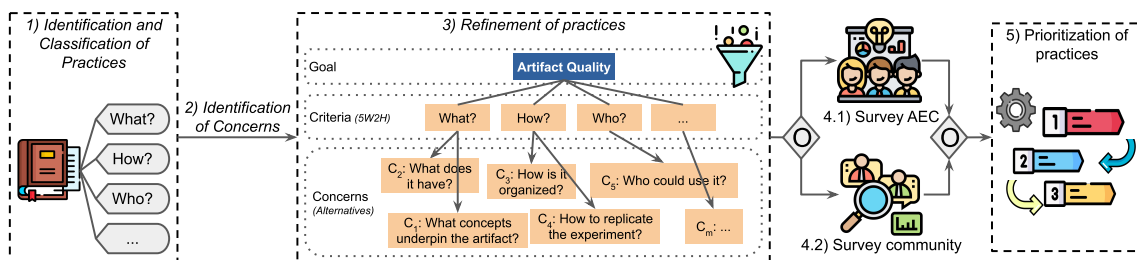 1) Identification and
Classification of
Practices
What?
How?
Who?
...
2) Identification
of Concerns
3) Refinement of practices
Goal
Artifact Quality
Criteria (5W2H)
What?
How?
Who?
...
Concerns
(Alternatives)
C2: What does
it have?
C3: How is it
organized?
C5: Who could use it?
C1: What concepts
underpin the artifact?
C4: How to replicate
the experiment?
Cm: ...
O
4.1) Survey AEC
4.2) Survey community
O
5) Prioritization of
practices
1
2
3